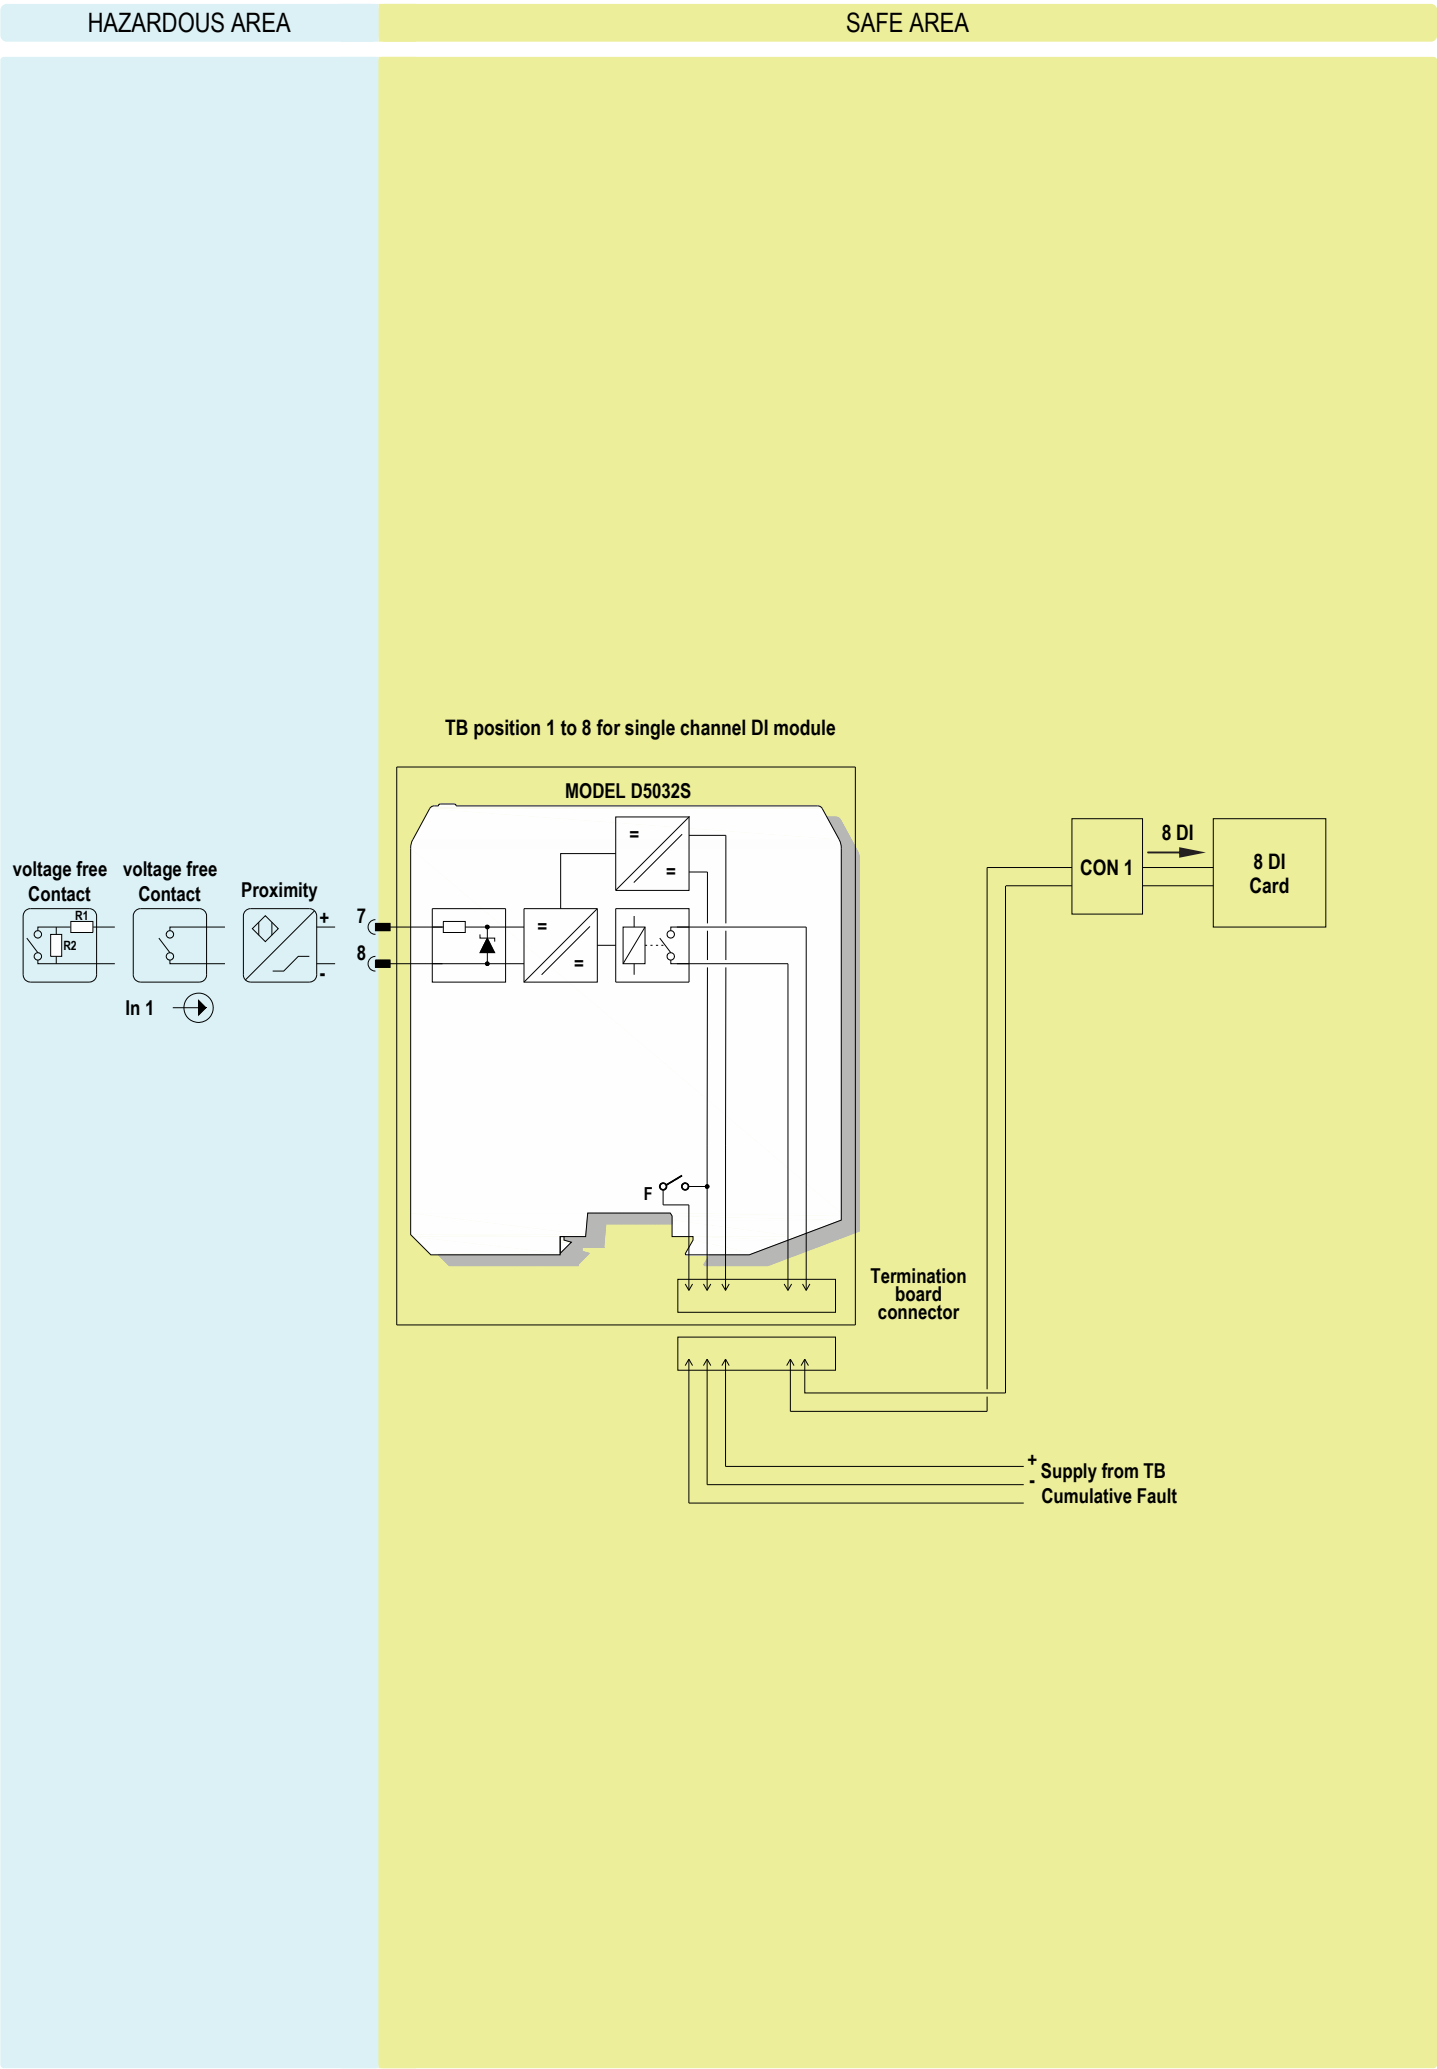 HAZARDOUS AREA
SAFE AREA
TB position 1 to 8 for single channel DI module
MODEL D5032S
=
=
voltage free
Contact
R1
R2
voltage free
Contact
Proximity
+
-
7
8
=
=
In 1
CON 1
8 DI
8 DI
Card
F
Termination
board
connector
+
-
Supply from TB
Cumulative Fault